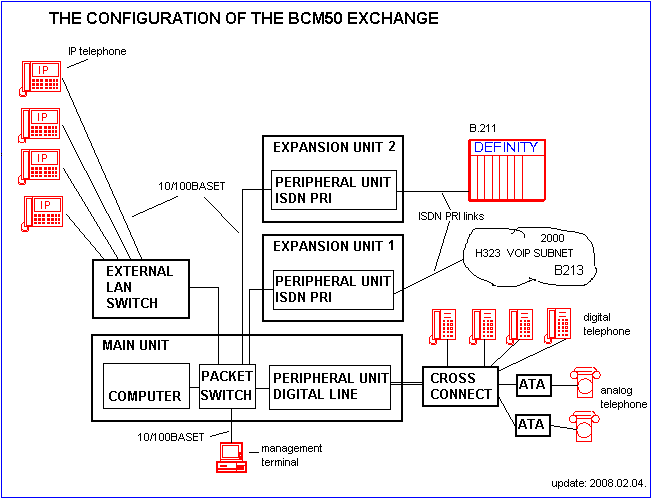 THE CONFIGURATION OF THE BCM50 EXCHANGE
IP telephone
IP
IP
IP
IP
10/100BASET
EXTERNAL
LAN
SWITCH
EXPANSION UNIT 2
PERIPHERAL UNIT
ISDN PRI
B.211
DEFINITY
ISDN PRI links
EXPANSION UNIT 1
PERIPHERAL UNIT
ISDN PRI
2000
H323 VOIP SUBNET
B213
digital
telephone
MAIN UNIT
COMPUTER
PACKET
SWITCH
PERIPHERAL UNIT
DIGITAL LINE
CROSS
CONNECT
ATA
ATA
analog
telephone
10/100BASET
management
terminal
update: 2008.02.04.